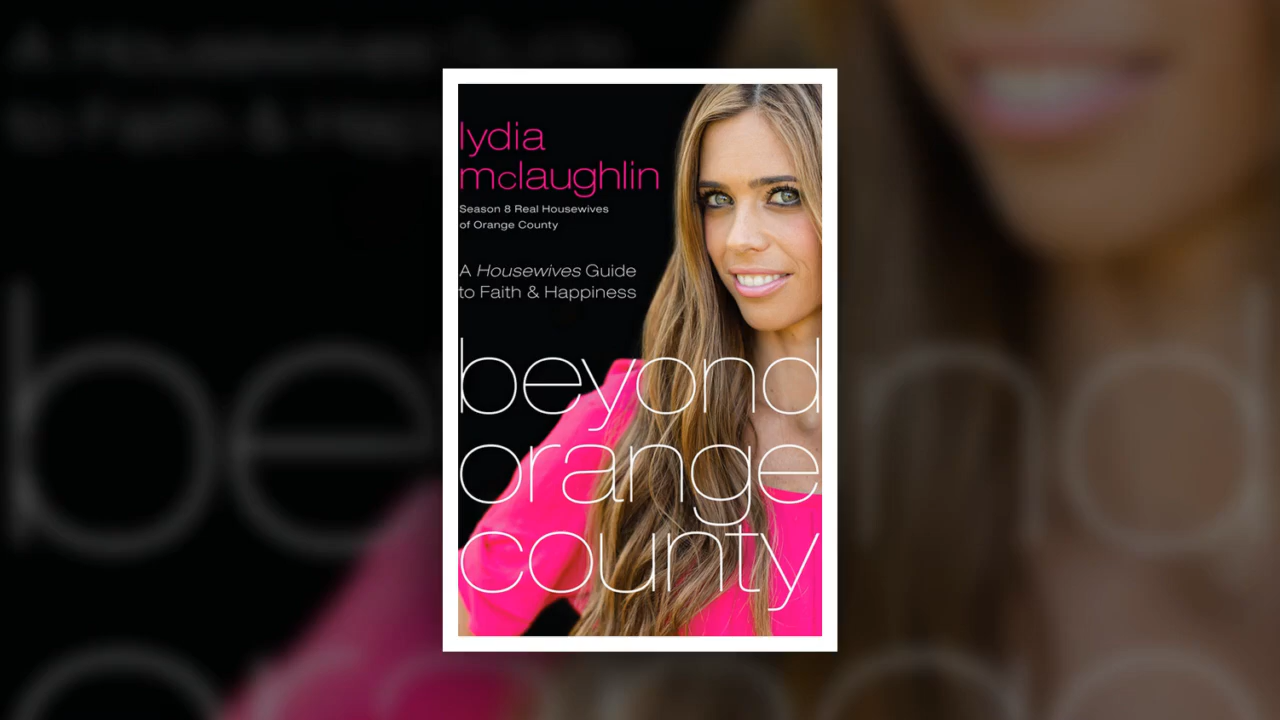 lydia
mclaughlin
Season 8 Real Housewives
of Orange County
A Housewives Guide
to Faith & Happiness
beyond
orange
county